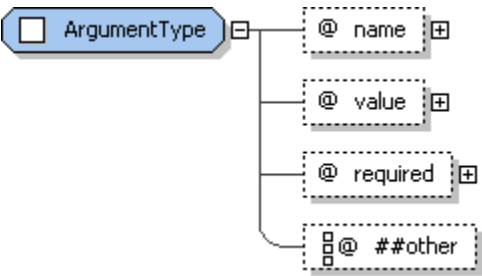 ArgumentType
@ name
@ value
@ required
@ ##other